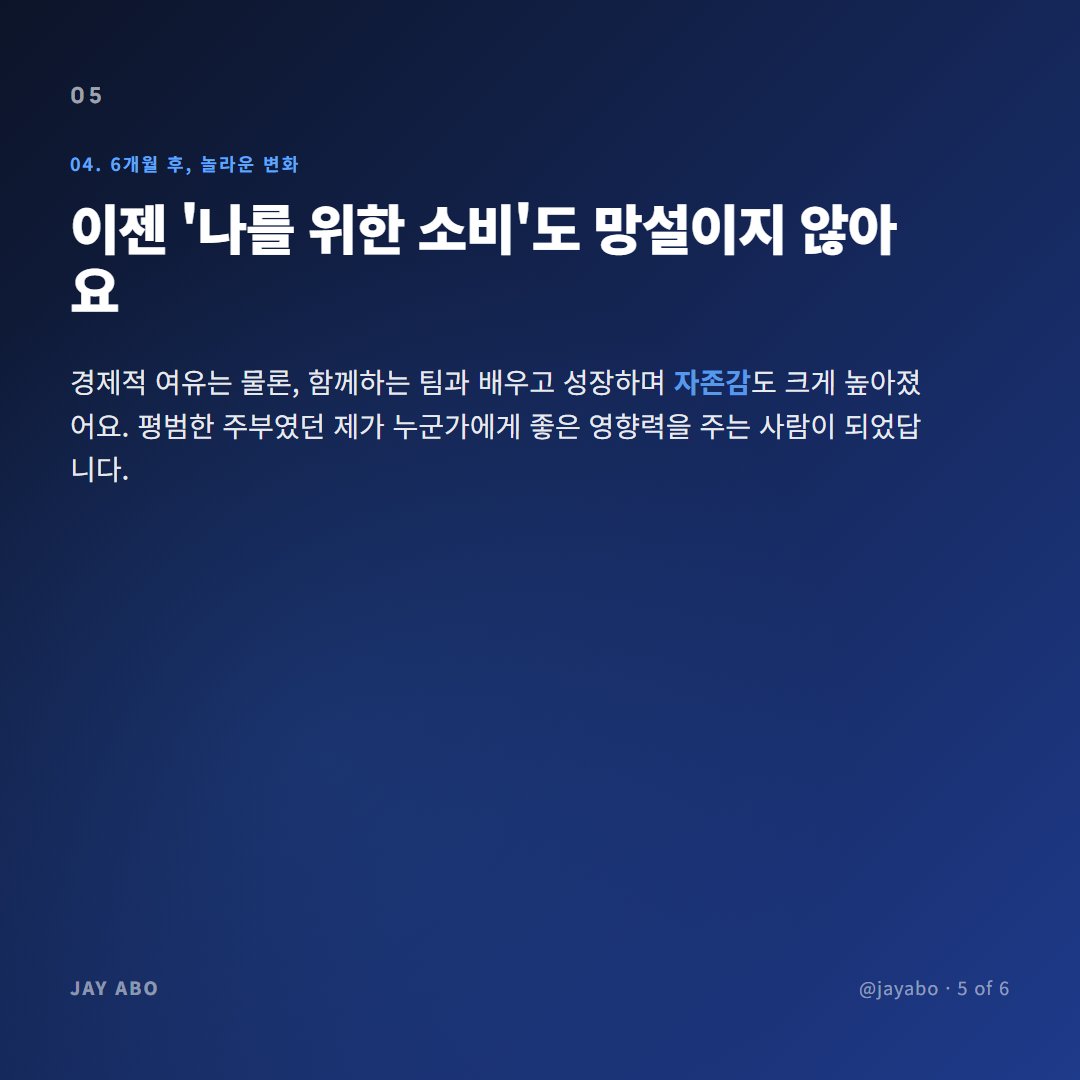 05
04. 6개월 후, 놀라운 변화
이젠 '나를 위한 소비'도 망설이지 않아
요
경제적 여유는 물론, 함께하는 팀과 배우고 성장하며 자존감도 크게 높아졌
어요. 평범한 주부였던 제가 누군가에게 좋은 영향력을 주는 사람이 되었답
니다.
JAY ABO
@jayabo · 5 of 6